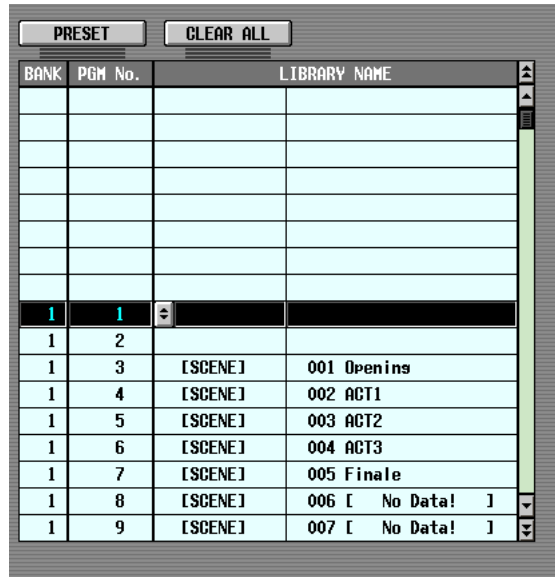 PRESET CLEAR ALL
BANK PGM No. LIBRARY NAME
1 1
1 2
1 3 [SCENE] 001 Opening
1 4 [SCENE] 002 ACT1
1 5 [SCENE] 003 ACT2
1 6 [SCENE] 004 ACT3
1 7 [SCENE] 005 Finale
1 8 [SCENE] 006 [ No Data! ]
1 9 [SCENE] 007 [ No Data! ]